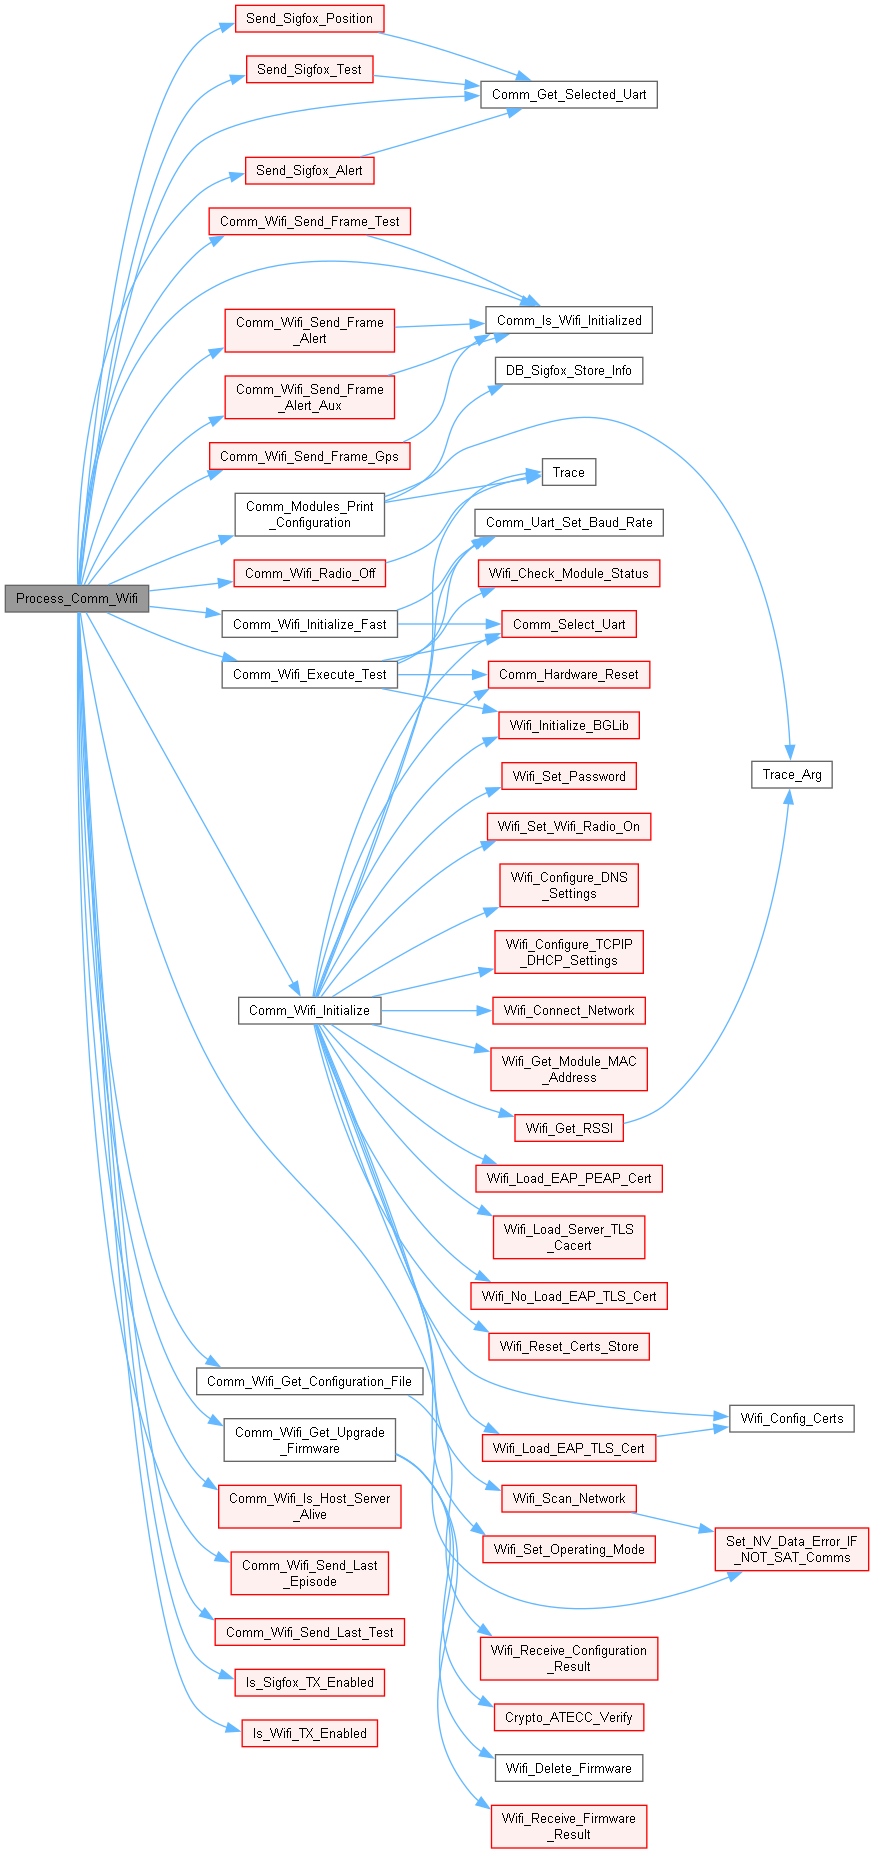 Send_Sigfox_Position
Send_Sigfox_Test
Comm_Get_Selected_Uart
Send_Sigfox_Alert
Comm_Wifi_Send_Frame_Test
Comm_Wifi_Send_Frame
_Alert
Comm_Is_Wifi_Initialized
DB_Sigfox_Store_Info
Comm_Wifi_Send_Frame
_Alert_Aux
Comm_Wifi_Send_Frame_Gps
Trace
Comm_Modules_Print
_Configuration
Comm_Uart_Set_Baud_Rate
Comm_Wifi_Radio_Off
Wifi_Check_Module_Status
Process_Comm_Wifi
Comm_Wifi_Initialize_Fast
Comm_Select_Uart
Comm_Wifi_Execute_Test
Comm_Hardware_Reset
Wifi_Initialize_BGLib
Wifi_Set_Password
Trace_Arg
Wifi_Set_Wifi_Radio_On
Wifi_Configure_DNS
_Settings
Wifi_Configure_TCPIP
_DHCP_Settings
Comm_Wifi_Initialize
Wifi_Connect_Network
Wifi_Get_Module_MAC
_Address
Wifi_Get_RSSI
Wifi_Load_EAP_PEAP_Cert
Wifi_Load_Server_TLS
_Cacert
Wifi_No_Load_EAP_TLS_Cert
Wifi_Reset_Certs_Store
Comm_Wifi_Get_Configuration_File
Wifi_Config_Certs
Comm_Wifi_Get_Upgrade
_Firmware
Wifi_Load_EAP_TLS_Cert
Comm_Wifi_Is_Host_Server
_Alive
Wifi_Scan_Network
Wifi_Set_Operating_Mode
Set_NV_Data_Error_IF
_NOT_SAT_Comms
Comm_Wifi_Send_Last
_Episode
Comm_Wifi_Send_Last_Test
Wifi_Receive_Configuration
_Result
Is_Sigfox_TX_Enabled
Crypto_ATECC_Verify
Is_Wifi_TX_Enabled
Wifi_Delete_Firmware
Wifi_Receive_Firmware
_Result